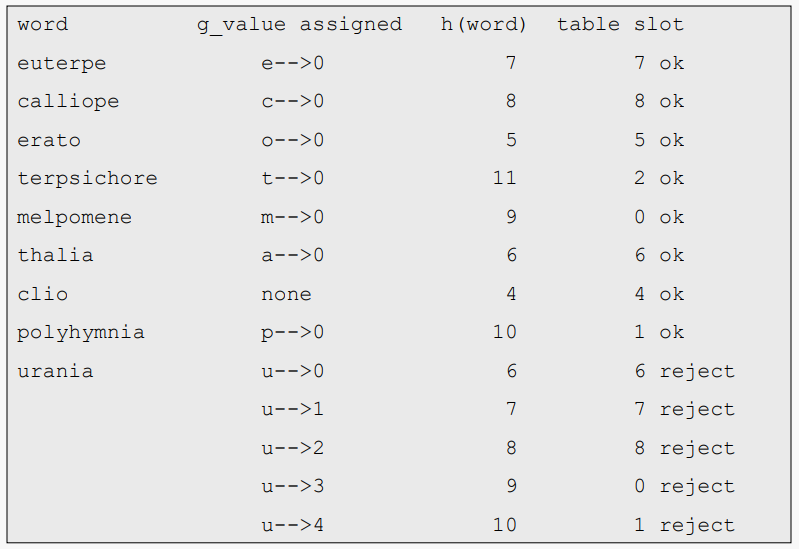 word g_value assigned h(word) table slot
euterpe e-->0 7 7 ok
calliope c-->0 8 8 ok
erato o-->0 5 5 ok
terpsichore t-->0 11 2 ok
melpomene m-->0 9 0 ok
thalia a-->0 6 6 ok
clio none 4 4 ok
polyhymnia p-->0 10 1 ok
urania u-->0 6 6 reject
u-->1 7 7 reject
u-->2 8 8 reject
u-->3 9 0 reject
u-->4 10 1 reject